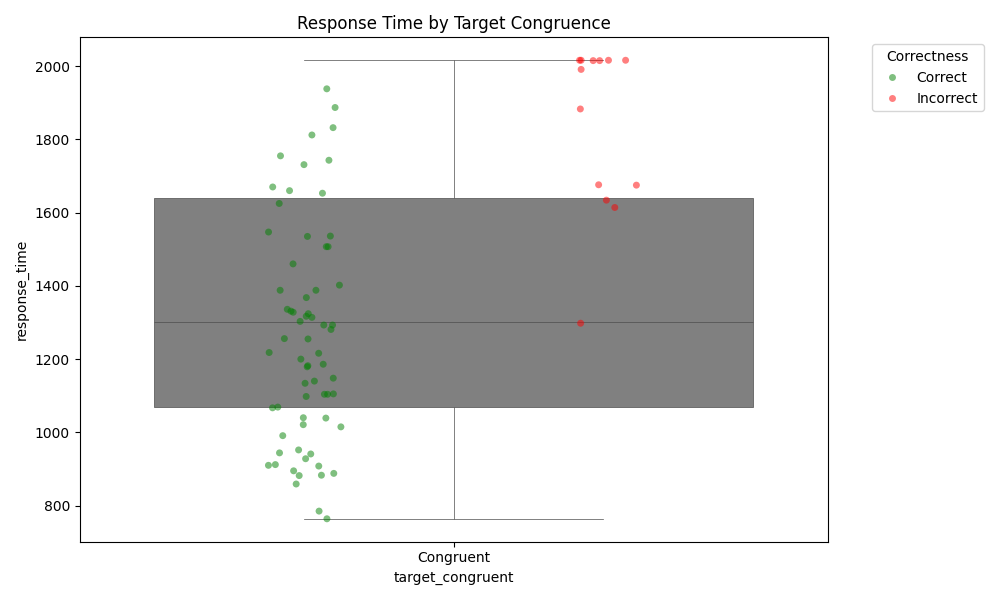 Response Time by Target Congruence
response_time
2000
1800
1600
1400
1200
1000
800
Congruent
target_congruent
Correctness
Correct
Incorrect